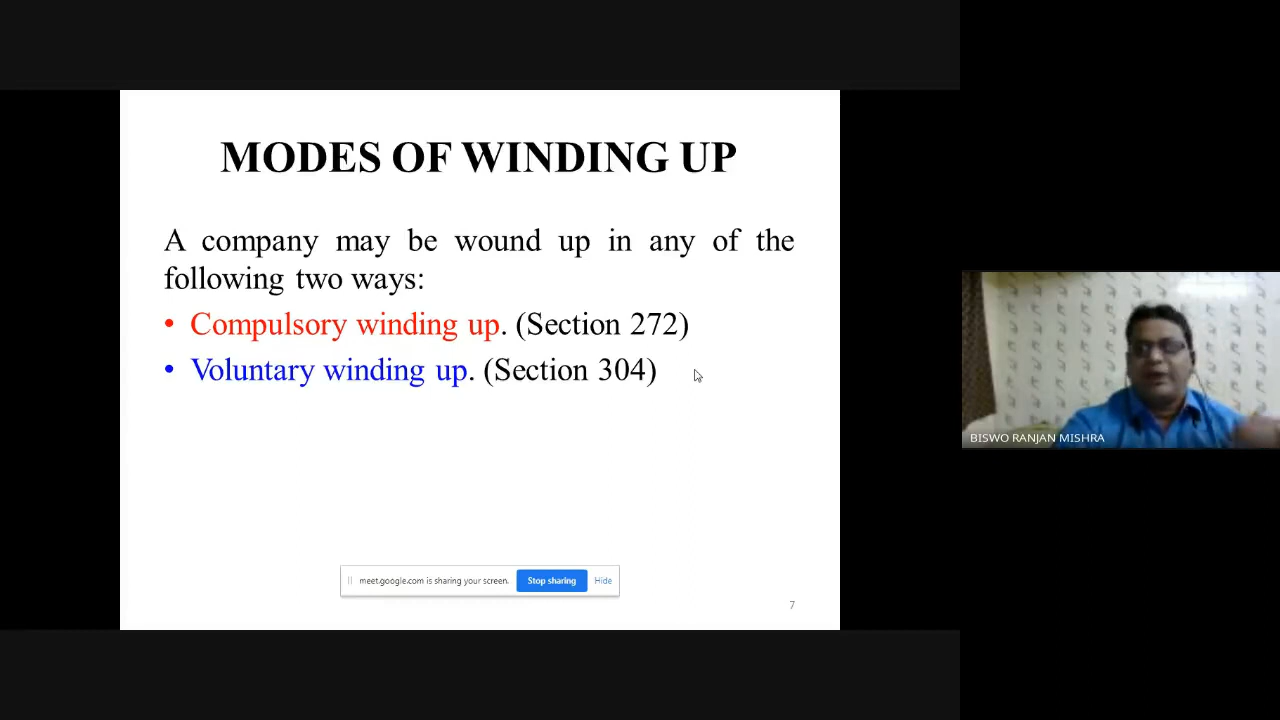 MODES OF WINDING UP
A company may be wound up in any of the
following two ways:
• Compulsory winding up. (Section 272)
• Voluntary winding up. (Section 304)
meet.google.com is sharing your screen. Stop sharing Hide
7
BISWO RANJAN MISHRA